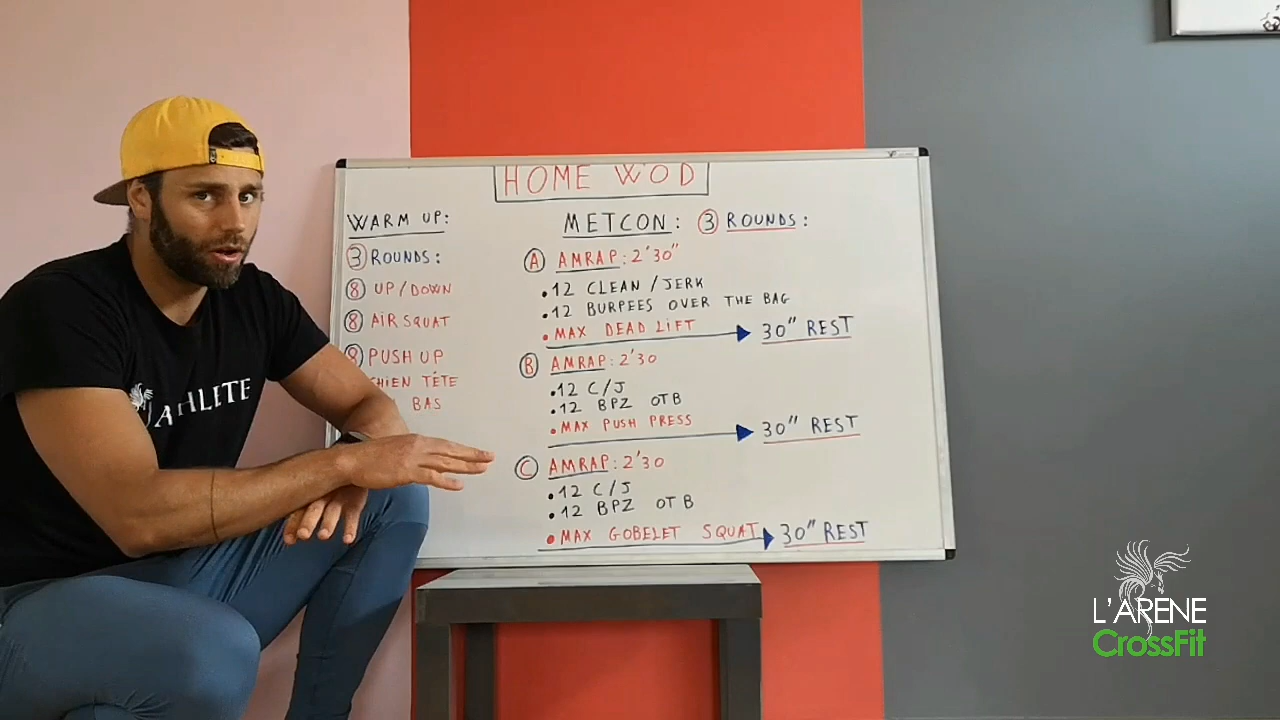 HOME WOD
WARM UP:
3 ROUNDS:
8 UP/DOWN
8 AIR SQUAT
8 PUSH UP
CHIEN TÊTE
BAS
METCON: 3 ROUNDS:
A AMRAP: 2'30"
.12 CLEAN/JERK
.12 BURPEES OVER THE BAG
.MAX DEAD LIFT 30" REST
B AMRAP: 2'30
.12 C/J
.12 BPZ OTB
.MAX PUSH PRESS 30" REST
C AMRAP: 2'30
.12 C/J
.12 BPZ OTB
.MAX GOBELET SQUAT 30" REST
ATHLETE
L'ARENE
CrossFit